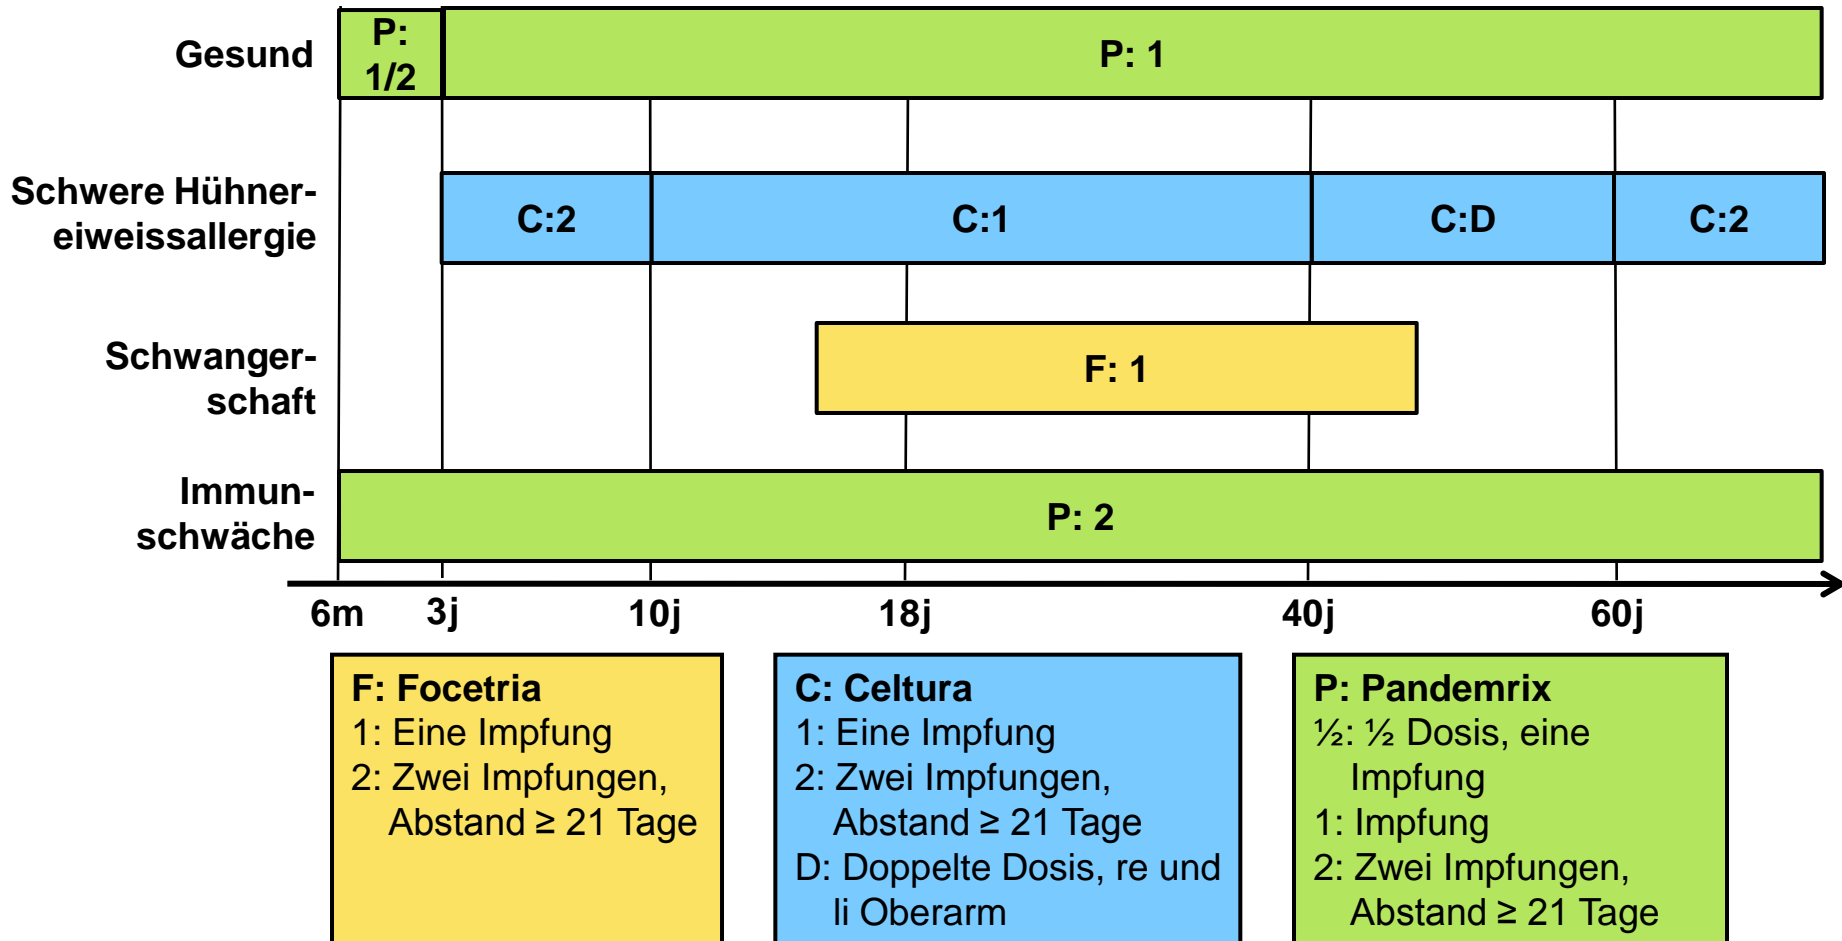 Gesund
P:
1/2
P: 1
Schwere Hühner-
eiweissallergie
C:2
C:1
C:D
C:2
Schwanger-
schaft
F: 1
Immun-
schwäche
P: 2
6m
3j
10j
18j
40j
60j
F: Focetria
1: Eine Impfung
2: Zwei Impfungen,
Abstand ≥ 21 Tage
C: Celtura
1: Eine Impfung
2: Zwei Impfungen,
Abstand ≥ 21 Tage
D: Doppelte Dosis, re und
li Oberarm
P: Pandemrix
½: ½ Dosis, eine
Impfung
1: Impfung
2: Zwei Impfungen,
Abstand ≥ 21 Tage